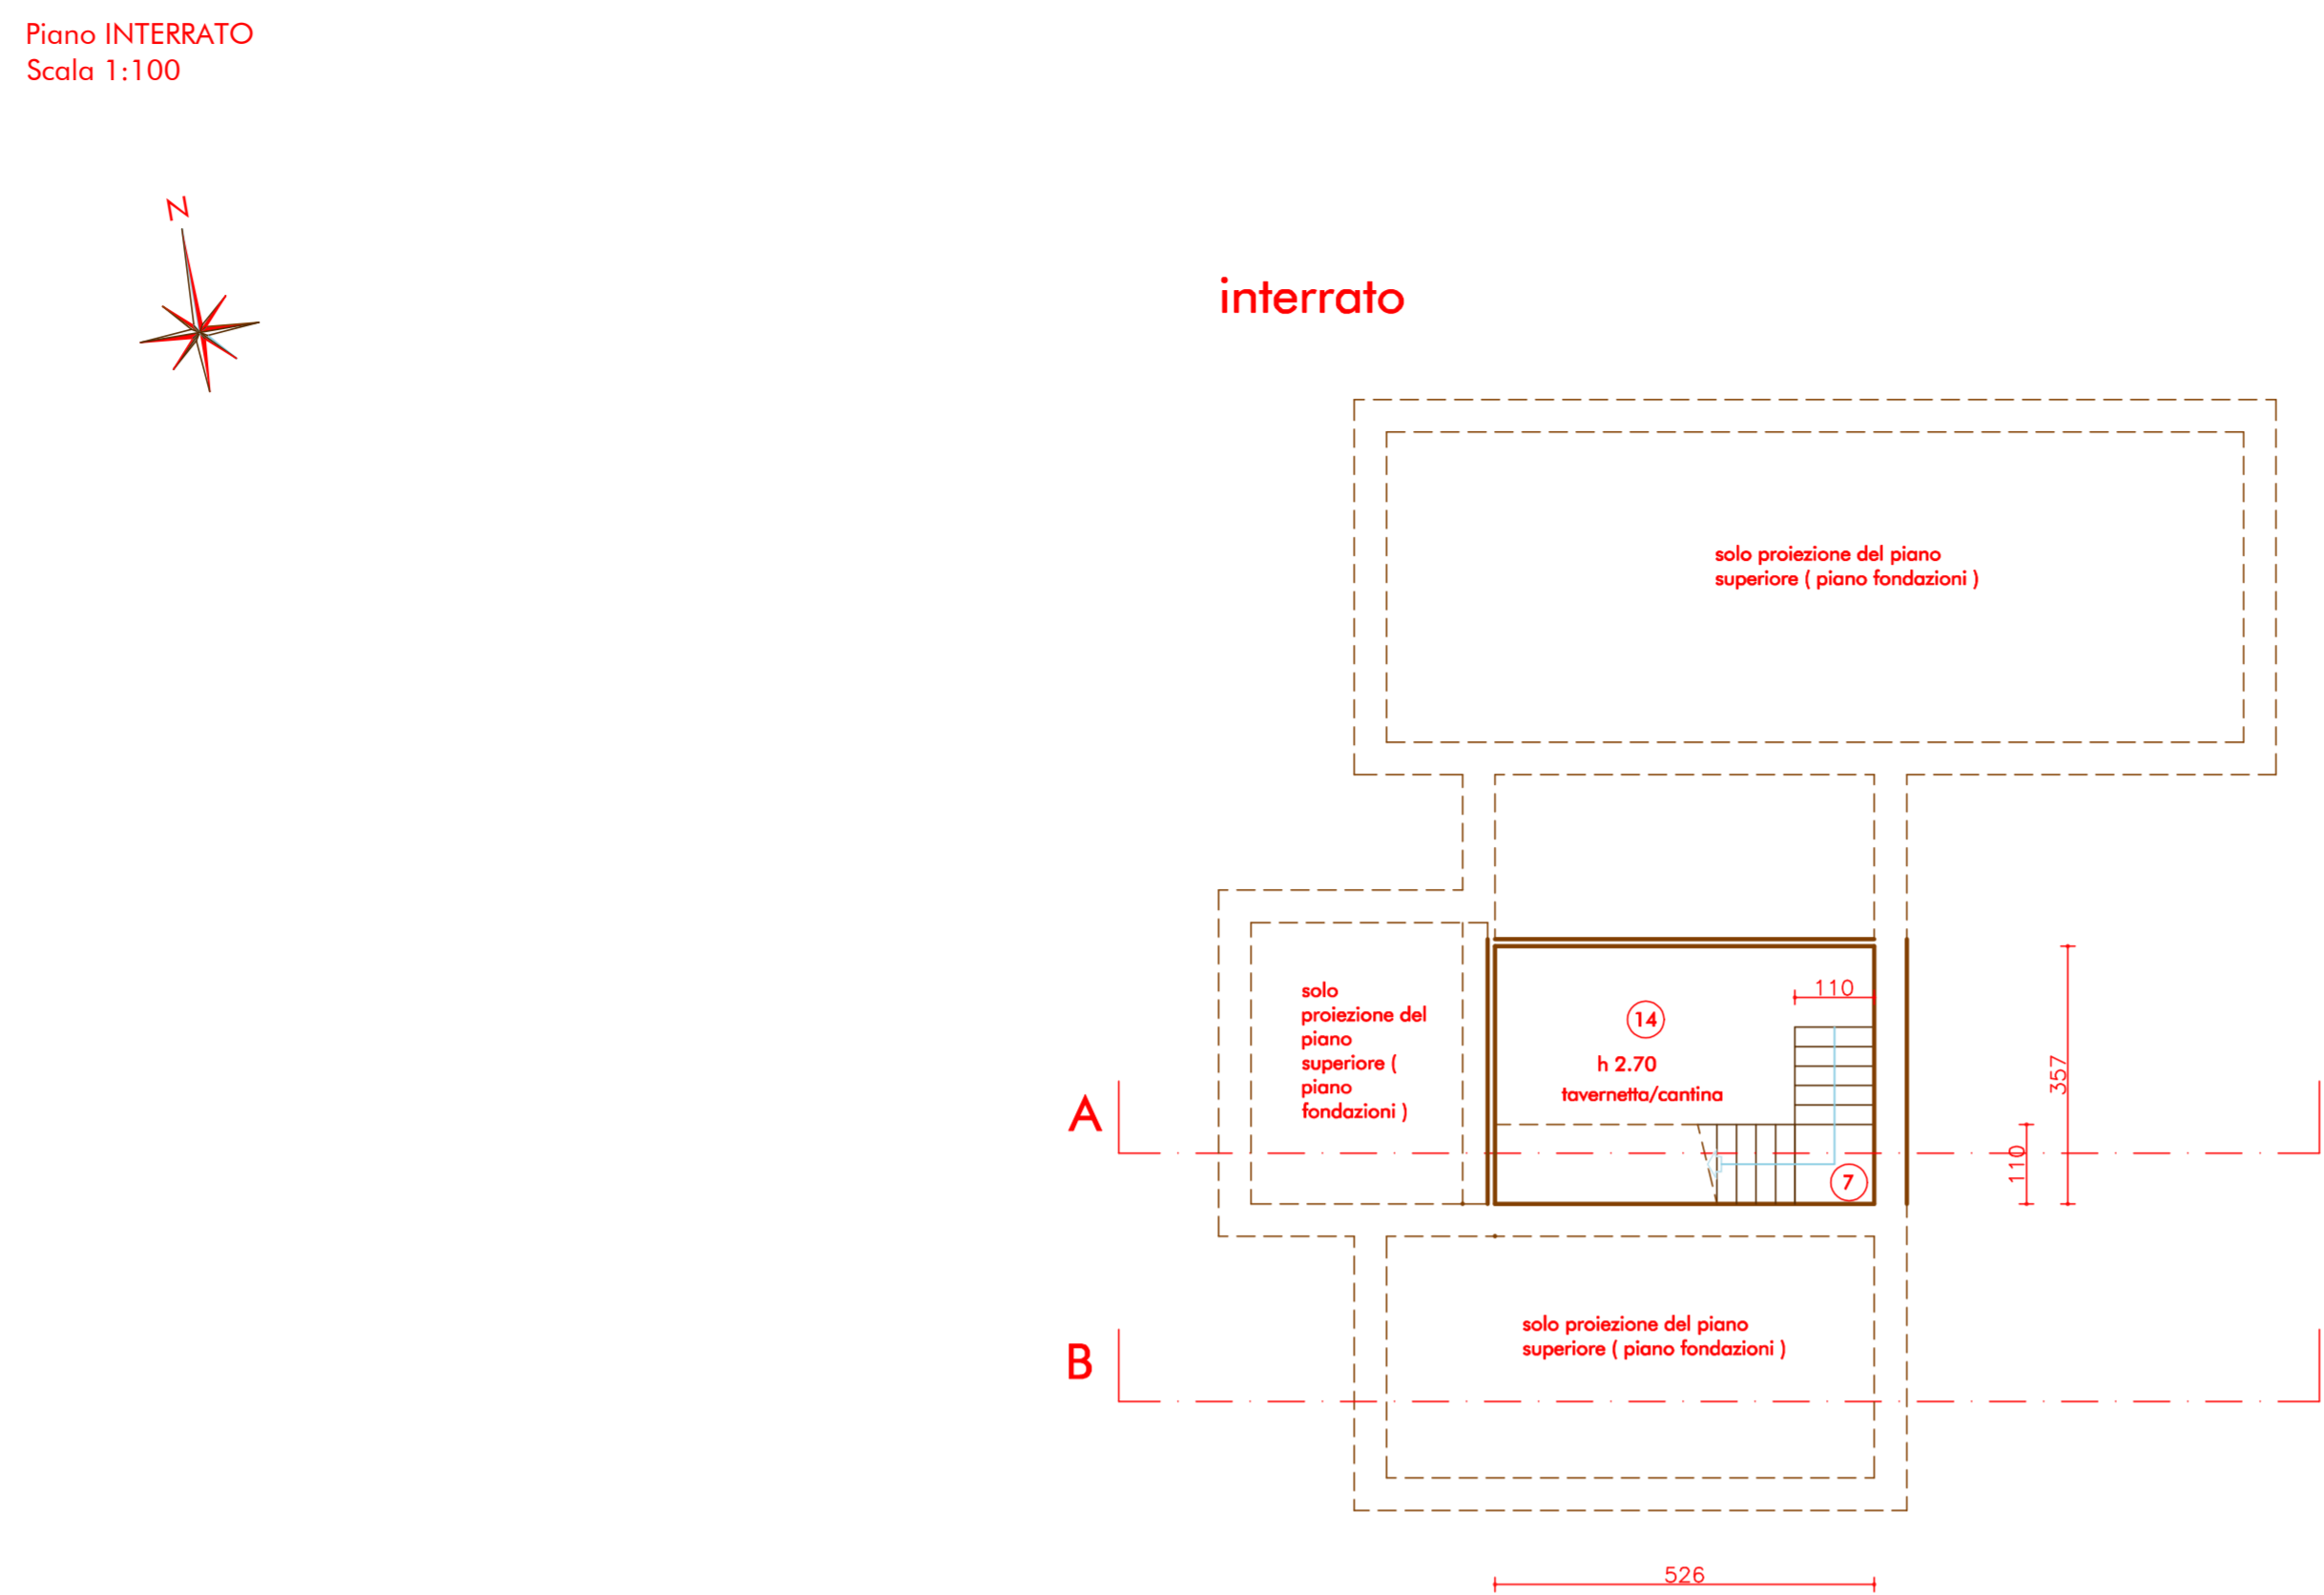 Piano INTERRATO
Scala 1:100
N
interrato
solo proiezione del piano
superiore ( piano fondazioni )
solo
proiezione del
piano
superiore (
piano
fondazioni )
14
h 2.70
tavernetta/cantina
110
7
357
110
A
solo proiezione del piano
superiore ( piano fondazioni )
B
526